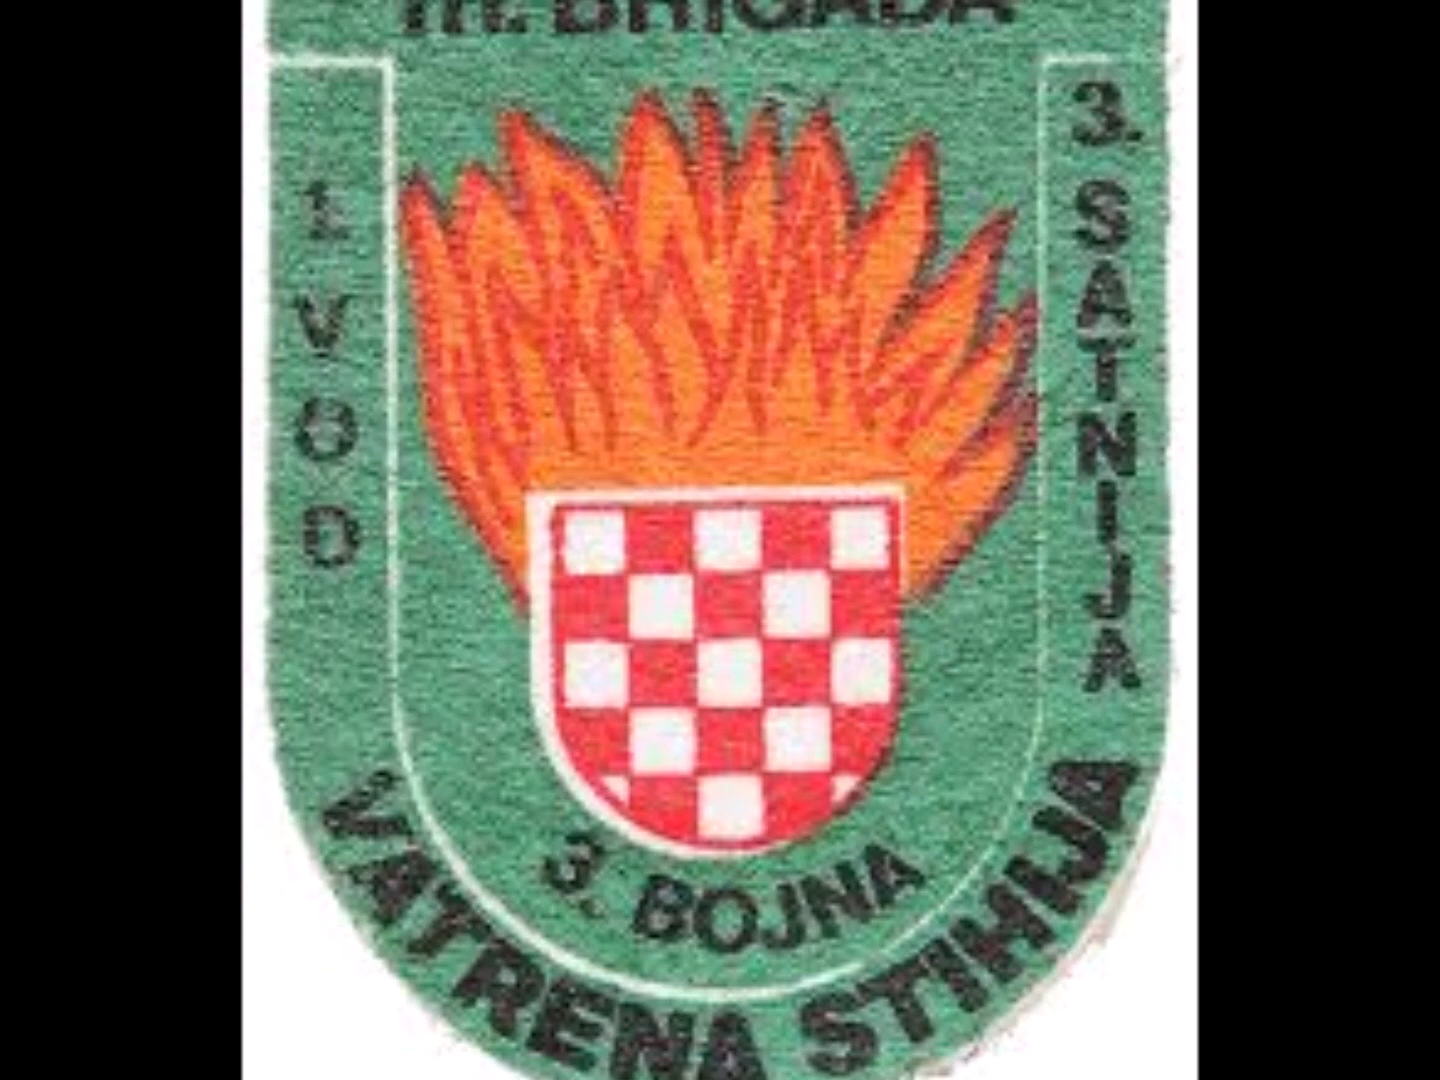 BRIGADA
1 VOD
3. SATNIJA
3. BOJNA
VATRENA STIHIJA